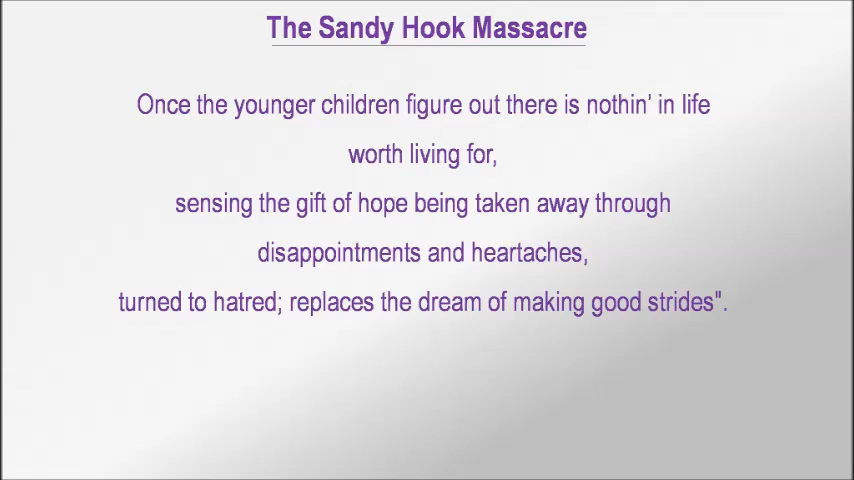 The Sandy Hook Massacre
Once the younger children figure out there is nothin’ in life
worth living for,
sensing the gift of hope being taken away through
disappointments and heartaches,
turned to hatred; replaces the dream of making good strides".